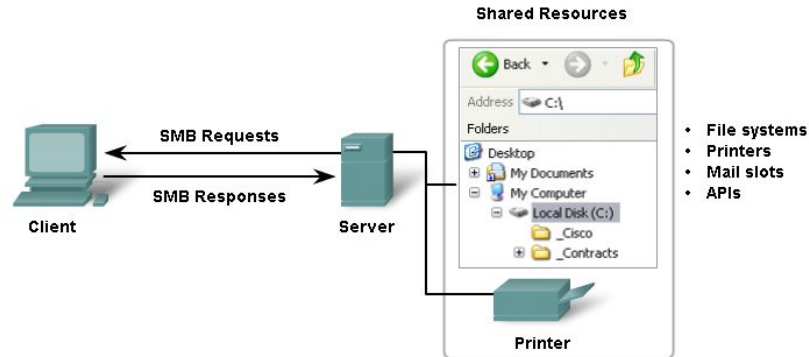 Shared Resources
Back
Address C:\
Folders
Desktop
My Documents
My Computer
Local Disk (C:)
_Cisco
_Contracts
Printer
File systems
Printers
Mail slots
APIs
SMB Requests
SMB Responses
Client
Server